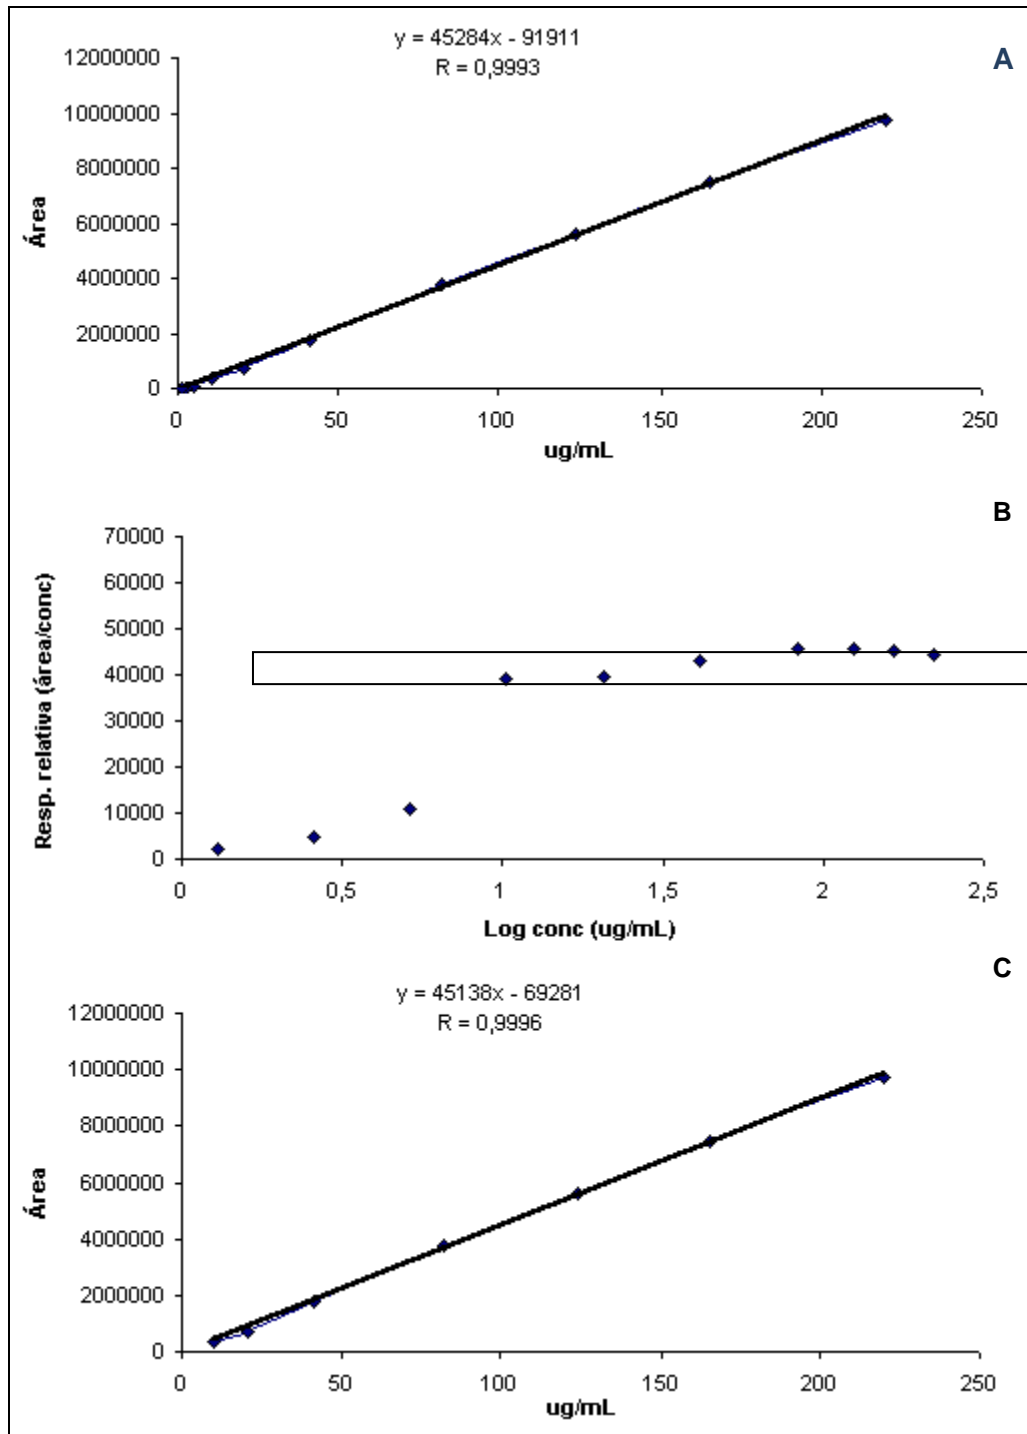 y = 45284x - 91911
R = 0,9993
A
12000000
10000000
8000000
6000000
4000000
2000000
0
Área
0 50 100 150 200 250
ug/mL
B
70000
60000
50000
40000
30000
20000
10000
0
Resp. relativa (área/conc)
0 0,5 1 1,5 2 2,5
Log conc (ug/mL)
C
y = 45138x - 69281
R = 0,9996
12000000
10000000
8000000
6000000
4000000
2000000
0
Área
0 50 100 150 200 250
ug/mL